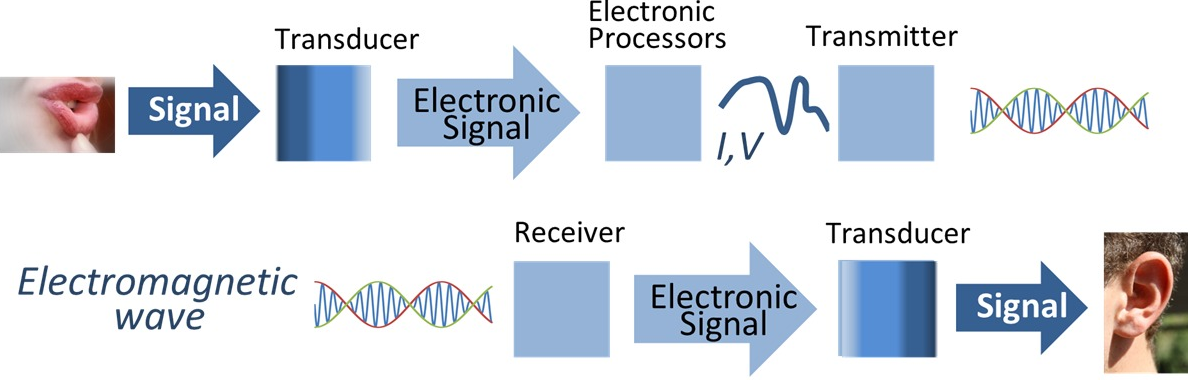 Electronic
Processors
Transducer
Transmitter
Signal
Electronic
Signal
I,V
Receiver
Transducer
Electromagnetic
wave
Electronic
Signal
Signal